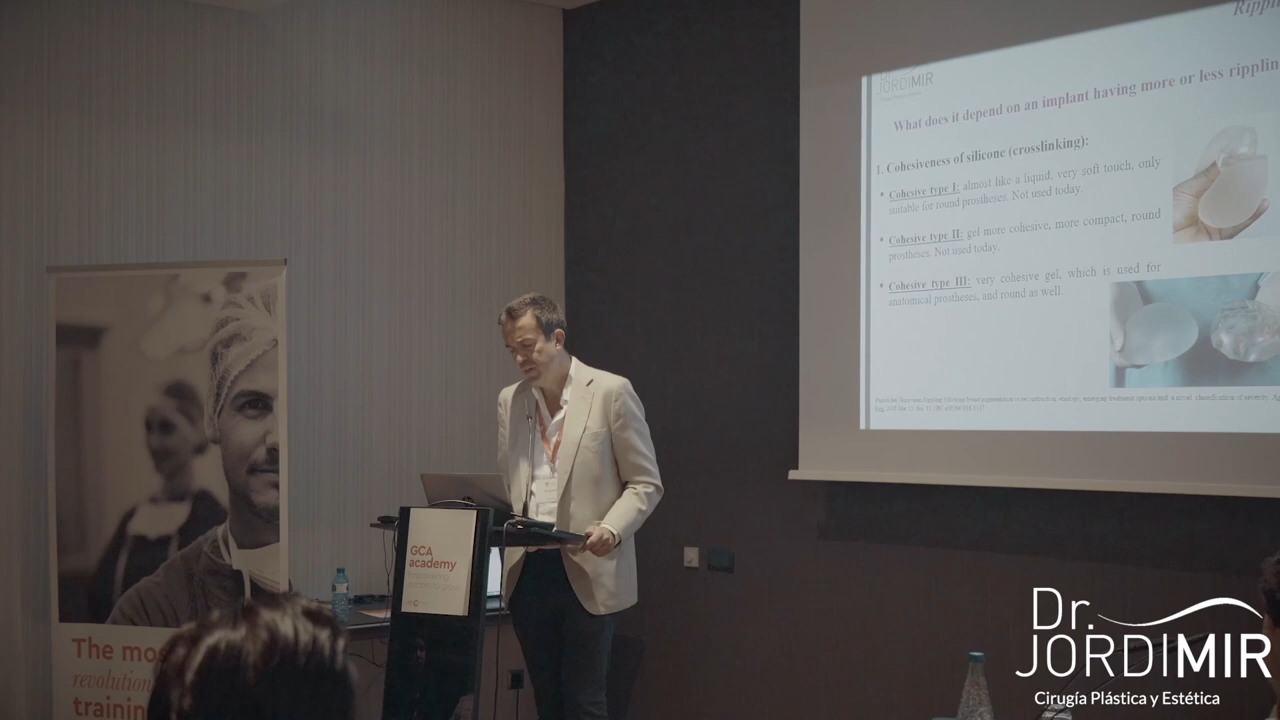 Rippli
Dr.
JORDIMIR
What does it depend on an implant having more or less rippling
1. Cohesiveness of silicone (crosslinking):
• Cohesive type I: almost like a liquid, very soft touch, only
suitable for round prostheses. Not used today.
• Cohesive type II: gel more cohesive, more compact, round
prostheses. Not used today.
• Cohesive type III: very cohesive gel, which is used for
anatomical prostheses, and round as well.
GCA
academy
The mos
revolution
trainin
Dr.
JORDIMIR
Cirugía Plástica y Estética